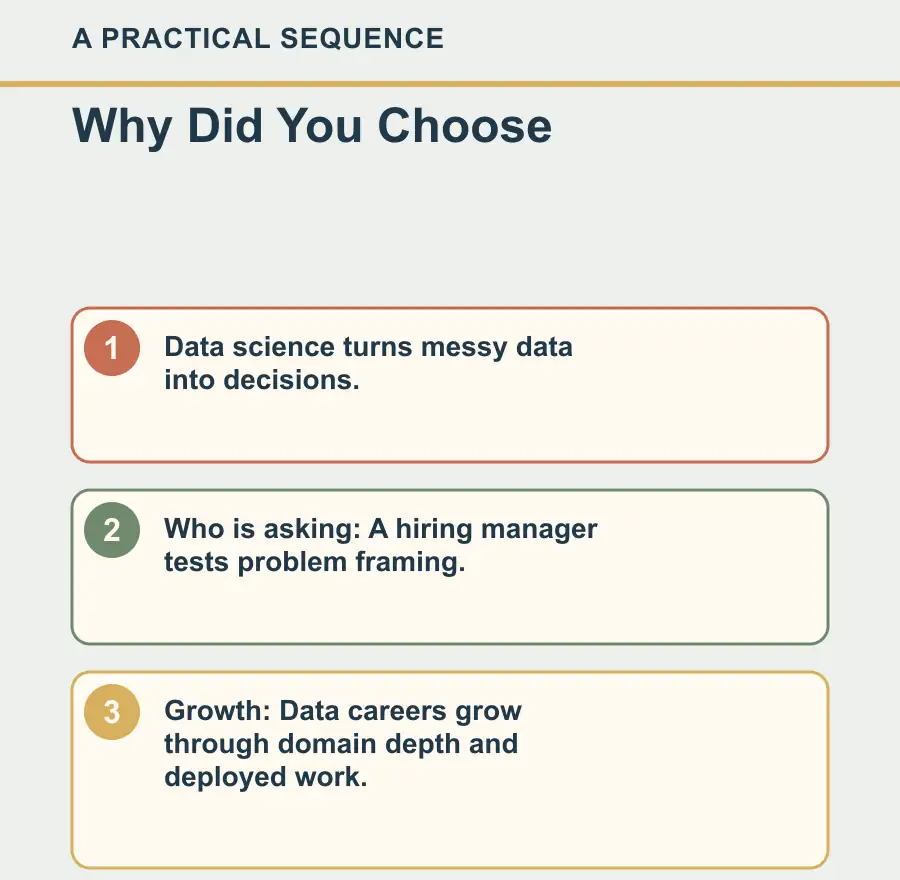 A PRACTICAL SEQUENCE
Why Did You Choose
1
Data science turns messy data
into decisions.
2
Who is asking: A hiring manager
tests problem framing.
3
Growth: Data careers grow
through domain depth and
deployed work.